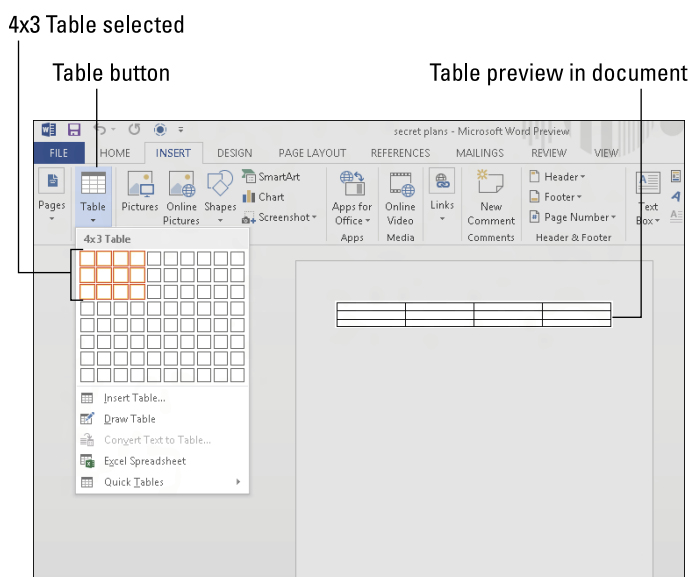 4x3 Table selected
Table button
Table preview in document
secret plans - Microsoft Word Preview
FILE HOME INSERT DESIGN PAGE LAYOUT REFERENCES MAILINGS REVIEW VIEW
Pages
Table
Pictures
Online Pictures
Shapes
SmartArt
Chart
Screenshot
Apps for Office
Apps
Online Video
Media
Links
New Comment
Comments
Header
Footer
Page Number
Header & Footer
Text Box
A
A
4x3 Table
Insert Table...
Draw Table
Convert Text to Table...
Excel Spreadsheet
Quick Tables